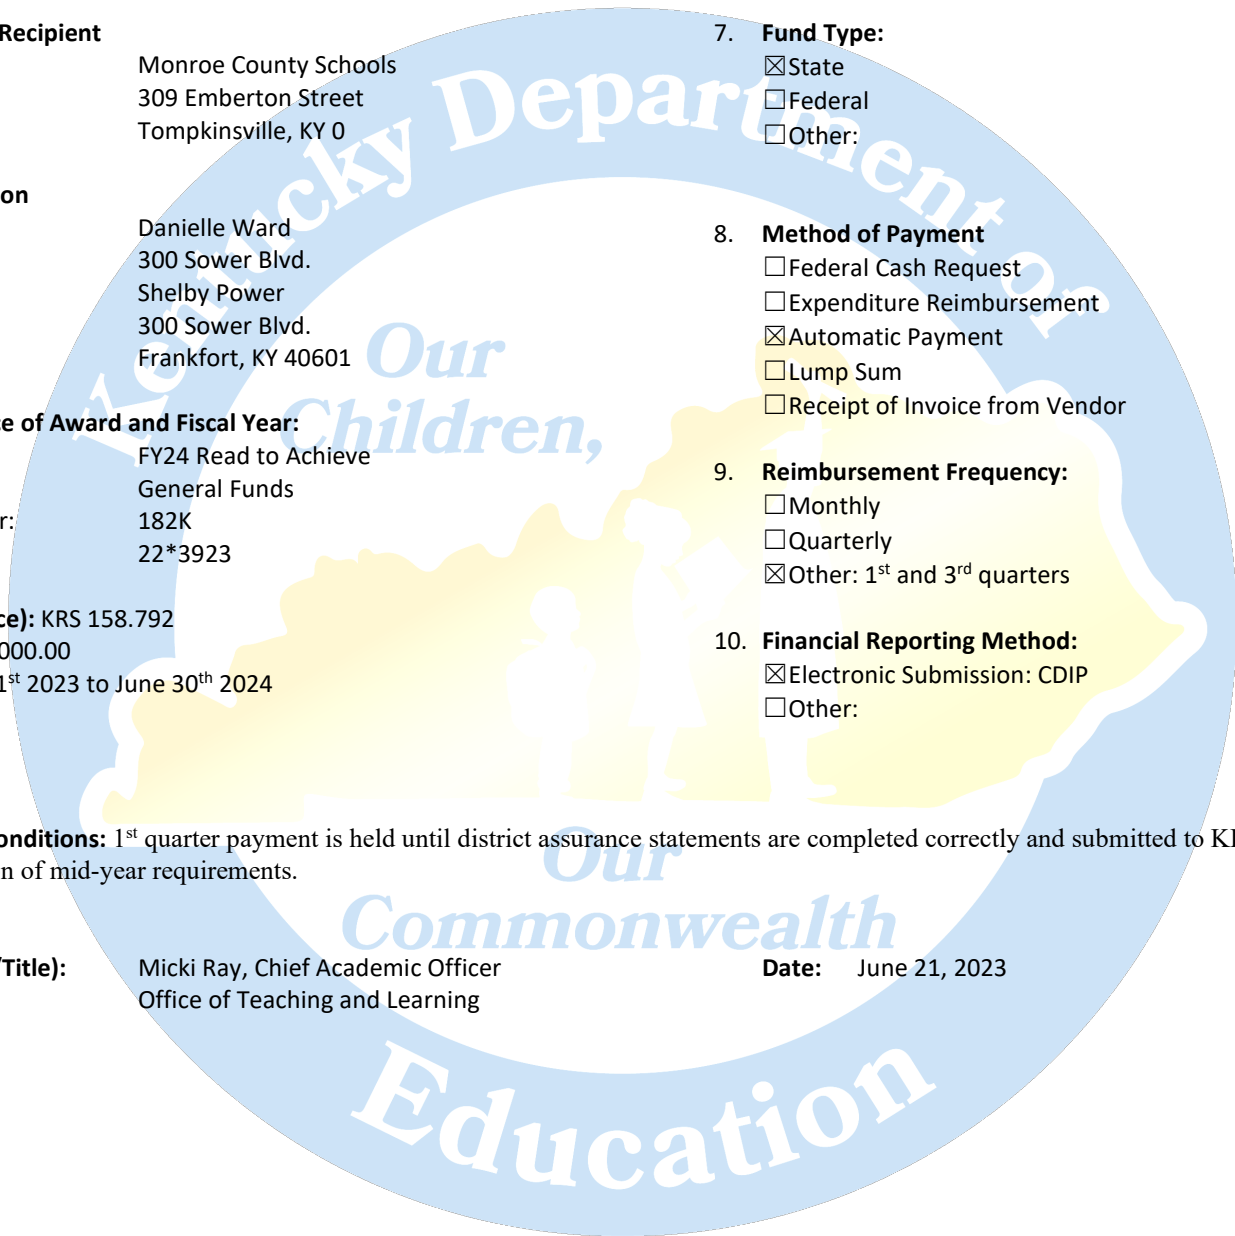 Recipient
Monroe County Schools
309 Emberton Street
Tompkinsville, KY 0
on
Danielle Ward
300 Sower Blvd.
Shelby Power
300 Sower Blvd.
Frankfort, KY 40601
e of Award and Fiscal Year:
FY24 Read to Achieve
General Funds
r: 182K
22*3923
ce): KRS 158.792
000.00
1st 2023 to June 30th 2024
7. Fund Type:
☒State
☐Federal
☐Other:
8. Method of Payment
☐Federal Cash Request
☐Expenditure Reimbursement
☒Automatic Payment
☐Lump Sum
☐Receipt of Invoice from Vendor
9. Reimbursement Frequency:
☐Monthly
☐Quarterly
☒Other: 1st and 3rd quarters
10. Financial Reporting Method:
☒Electronic Submission: CDIP
☐Other:
onditions: 1st quarter payment is held until district assurance statements are completed correctly and submitted to K
n of mid-year requirements.
Title): Micki Ray, Chief Academic Officer
Office of Teaching and Learning
Date: June 21, 2023
Kentucky Department of
Education
Our
Children,
Our
Commonwealth